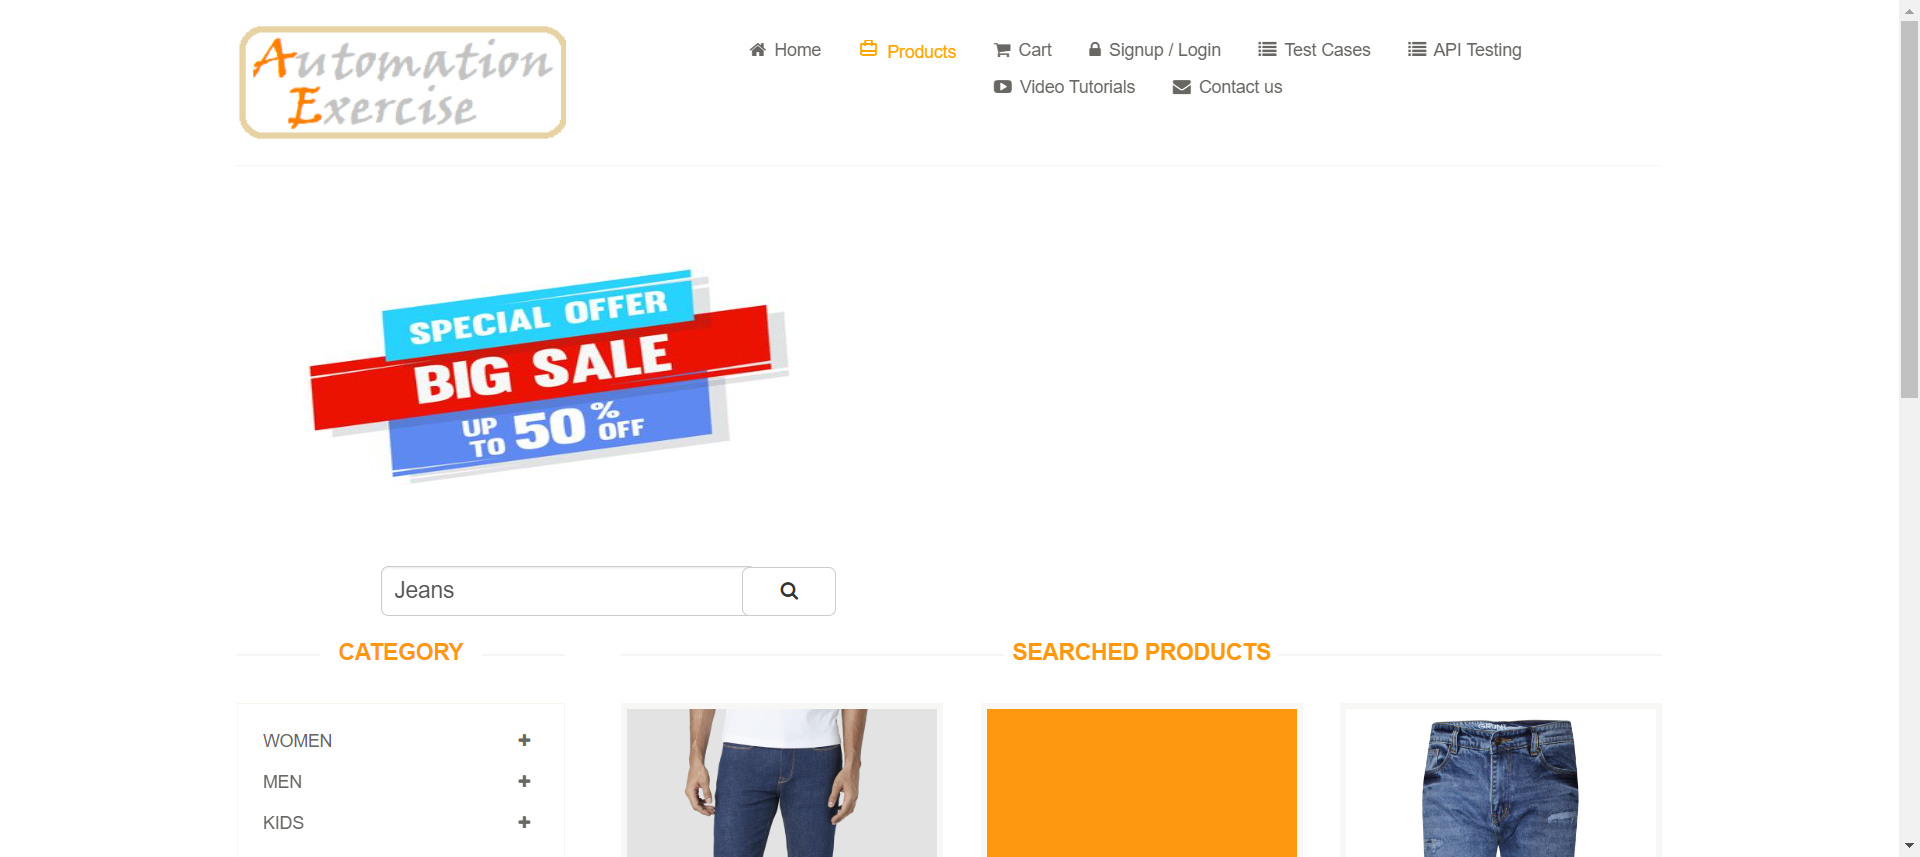 Automation
Exercise
Home
Products
Cart
Signup / Login
Test Cases
API Testing
Video Tutorials
Contact us
SPECIAL OFFER
BIG SALE
UP TO 50% OFF
Jeans
CATEGORY
SEARCHED PRODUCTS
WOMEN
MEN
KIDS